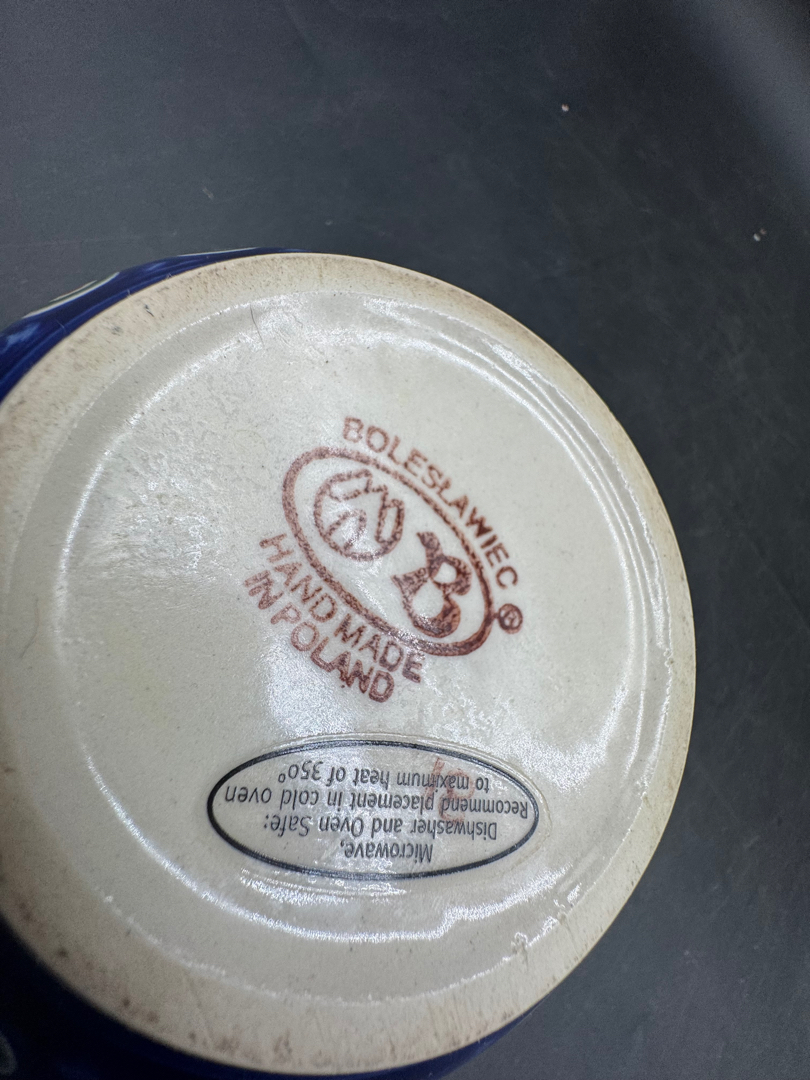 BOLESŁAWIEC ®
B
HAND MADE
IN POLAND
Microwave,
Dishwasher and Oven Safe:
Recommend placement in cold oven
to maximum heat of 350°